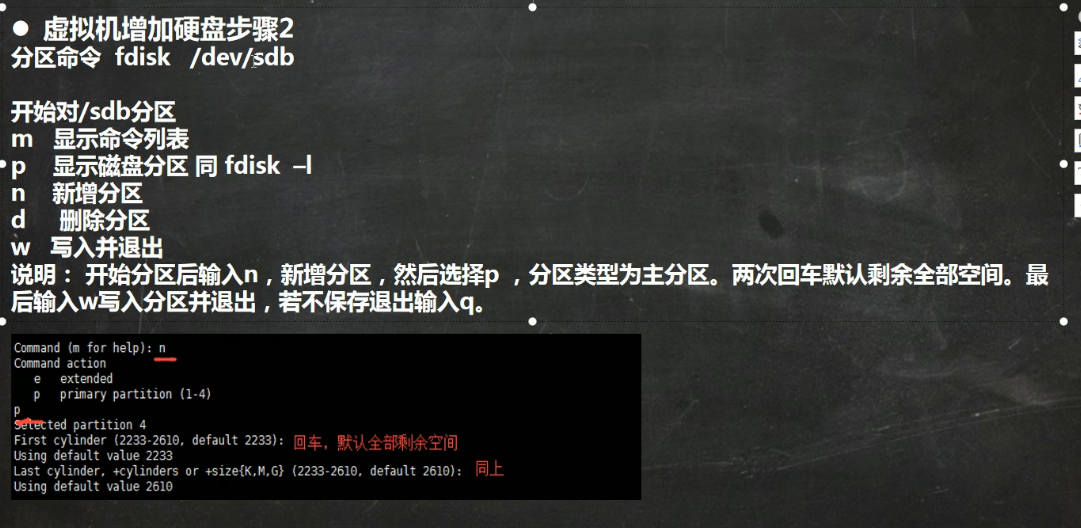 ● 虚拟机增加硬盘步骤2
分区命令 fdisk /dev/sdb
开始对/sdb分区
m 显示命令列表
p 显示磁盘分区 同 fdisk –l
n 新增分区
d 删除分区
w 写入并退出
说明： 开始分区后输入n，新增分区，然后选择p ，分区类型为主分区。两次回车默认剩余全部空间。最
后输入w写入分区并退出，若不保存退出输入q。
Command (m for help): n
Command action
e extended
p primary partition (1-4)
p
Selected partition 4
First cylinder (2233-2610, default 2233): 回车，默认全部剩余空间
Using default value 2233
Last cylinder, +cylinders or +size{K,M,G} (2233-2610, default 2610): 同上
Using default value 2610